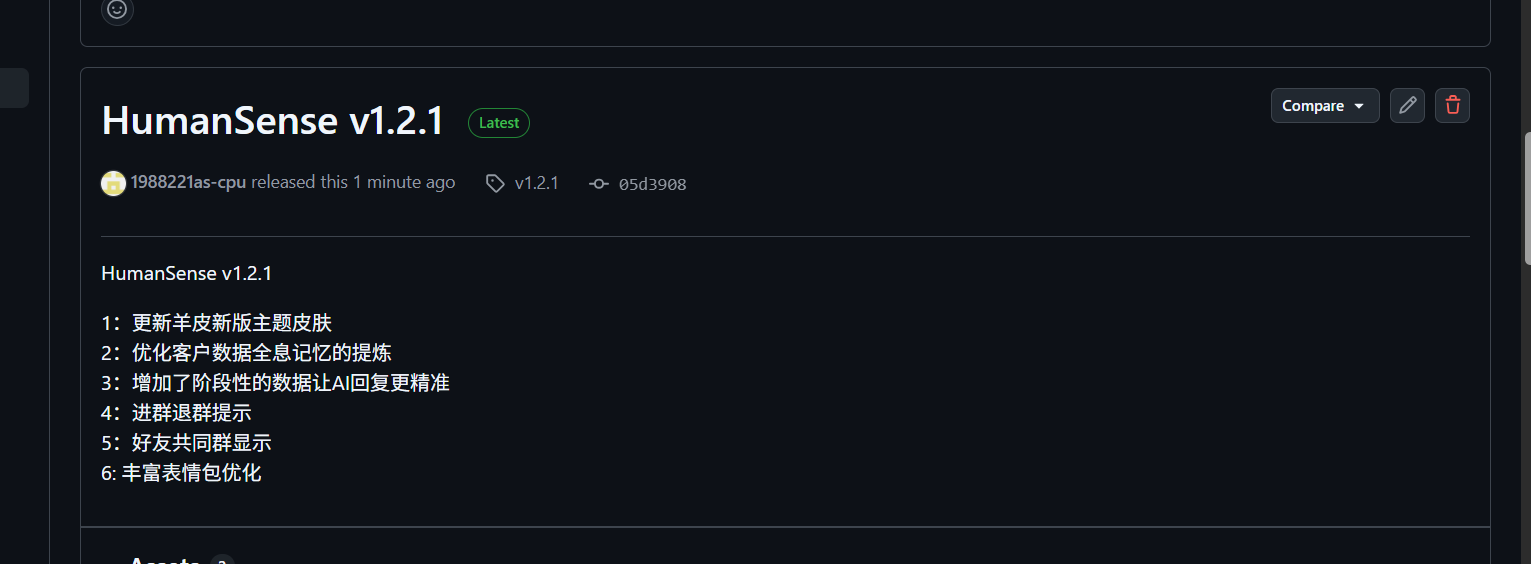 HumanSense v1.2.1 Latest Compare
1988221as-cpu released this 1 minute ago v1.2.1 05d3908
HumanSense v1.2.1
1：更新羊皮新版主题皮肤
2：优化客户数据全息记忆的提炼
3：增加了阶段性的数据让AI回复更精准
4：进群退群提示
5：好友共同群显示
6: 丰富表情包优化
Assets